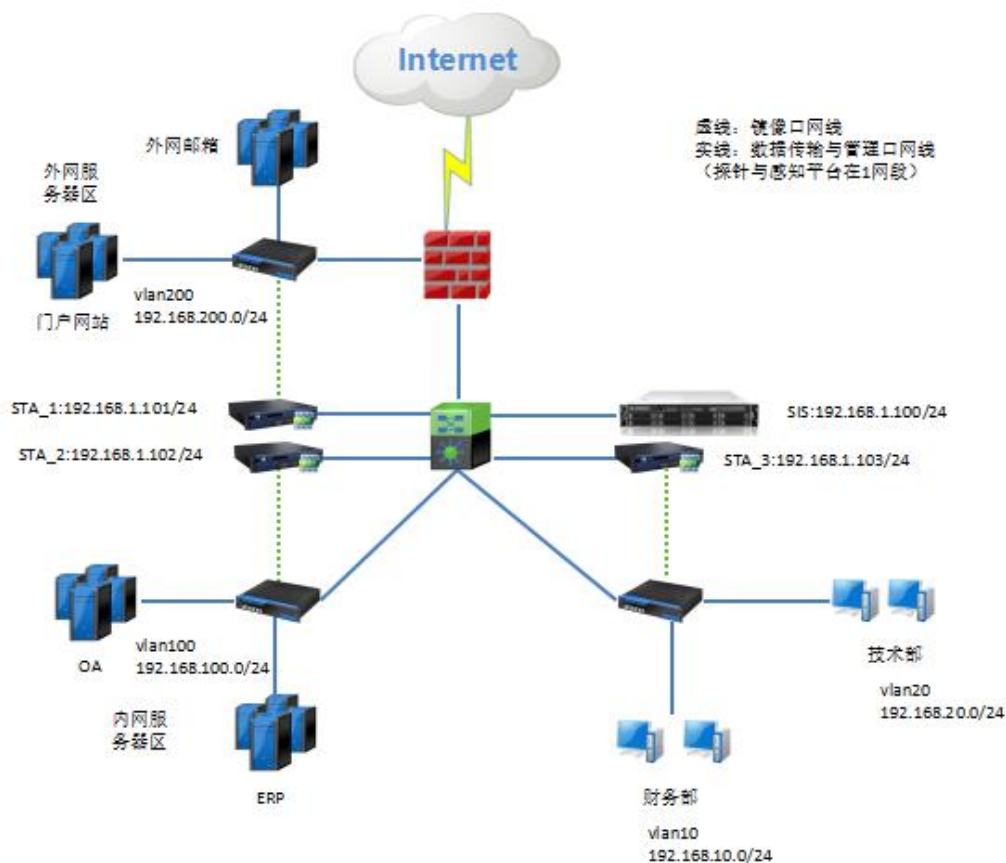 Internet
外网邮箱
虚线：镜像口网线
实线：数据传输与管理口网线
（探针与感知平台在1网段）
外网服
务器区
门户网站
vlan200
192.168.200.0/24
STA_1:192.168.1.101/24
SIS:192.168.1.100/24
STA_2:192.168.1.102/24
STA_3:192.168.1.103/24
OA
vlan100
192.168.100.0/24
技术部
vlan20
192.168.20.0/24
内网服
务器区
ERP
财务部
vlan10
192.168.10.0/24